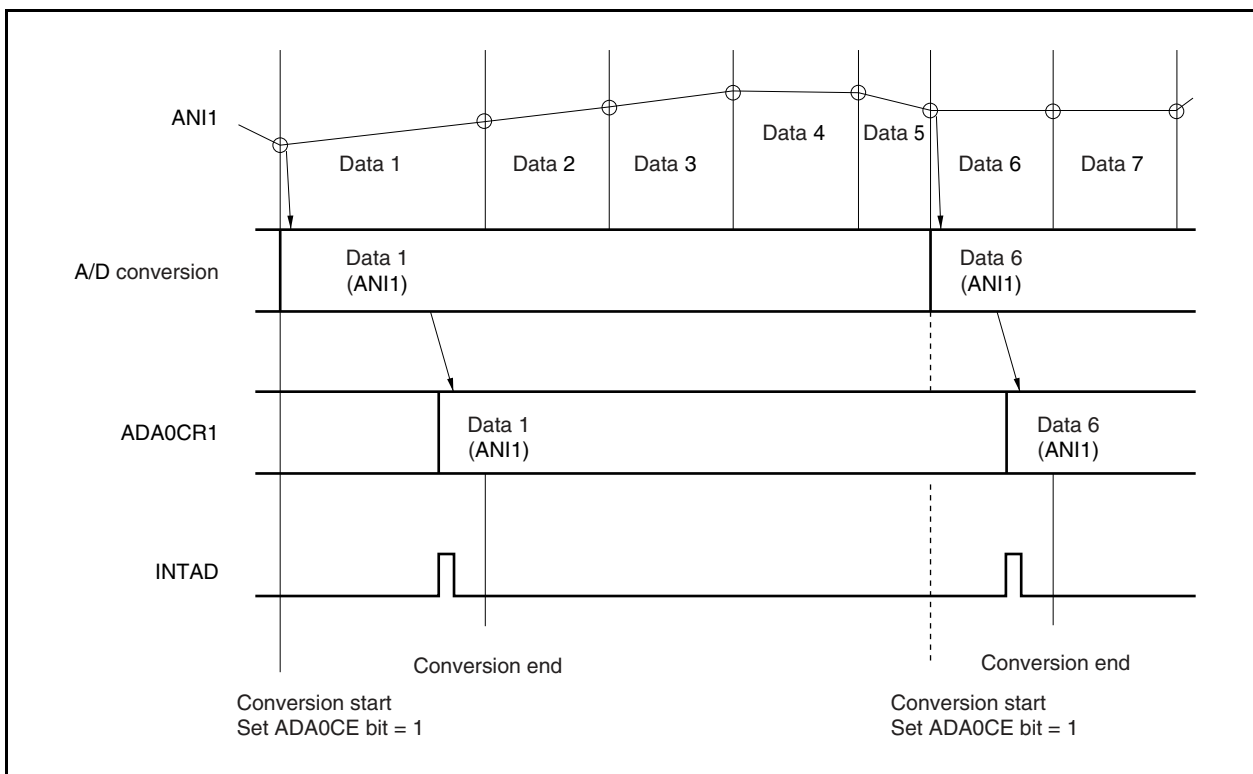 ANI1
Data 1
Data 2
Data 3
Data 4
Data 5
Data 6
Data 7
A/D conversion
Data 1
(ANI1)
Data 6
(ANI1)
ADA0CR1
Data 1
(ANI1)
Data 6
(ANI1)
INTAD
Conversion end
Conversion end
Conversion start
Set ADA0CE bit = 1
Conversion start
Set ADA0CE bit = 1